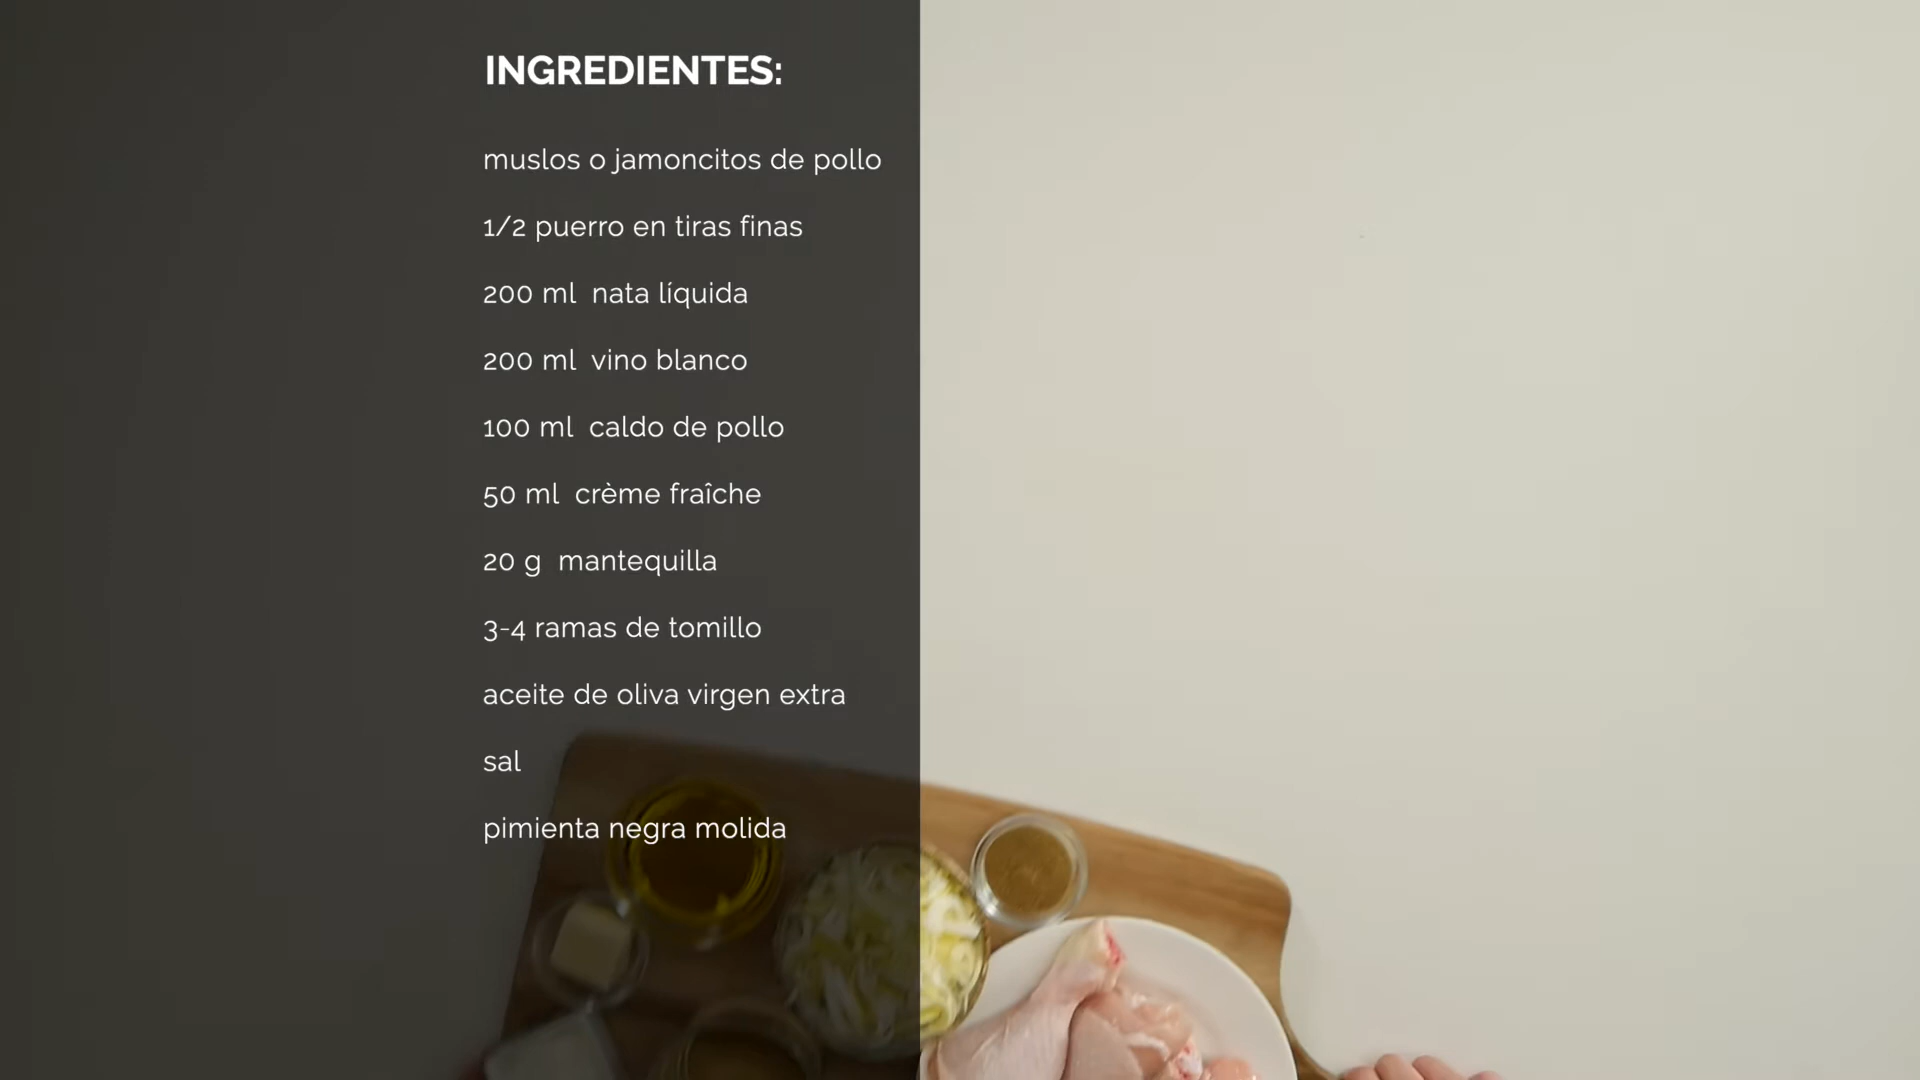 INGREDIENTES:
muslos o jamoncitos de pollo
1/2 puerro en tiras finas
200 ml  nata líquida
200 ml  vino blanco
100 ml  caldo de pollo
50 ml  crème fraîche
20 g  mantequilla
3-4 ramas de tomillo
aceite de oliva virgen extra
sal
pimienta negra molida